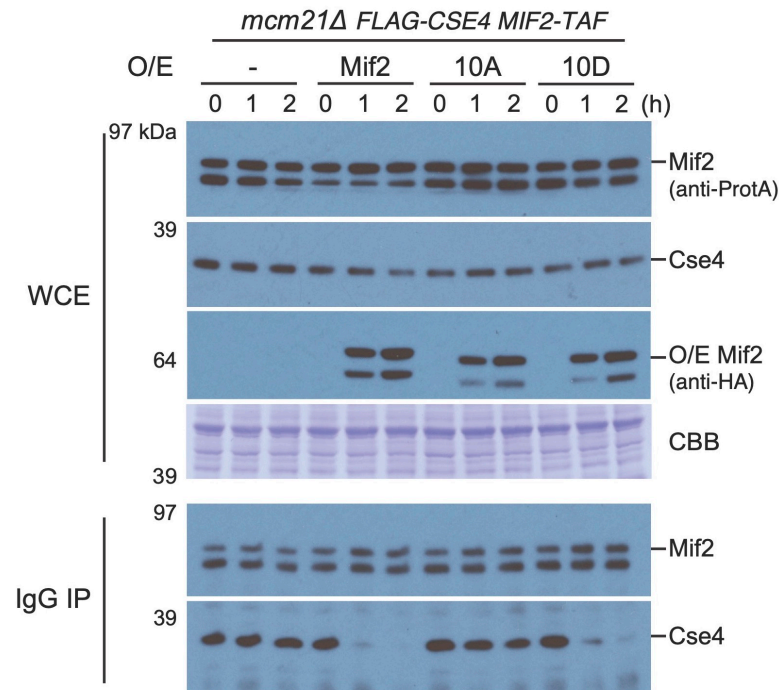 mcm21Δ FLAG-CSE4 MIF2-TAF
O/E - Mif2 10A 10D
0 1 2 0 1 2 0 1 2 0 1 2 (h)
97 kDa
Mif2
(anti-ProtA)
39
Cse4
WCE
64
O/E Mif2
(anti-HA)
CBB
39
97
Mif2
IgG IP
39
Cse4